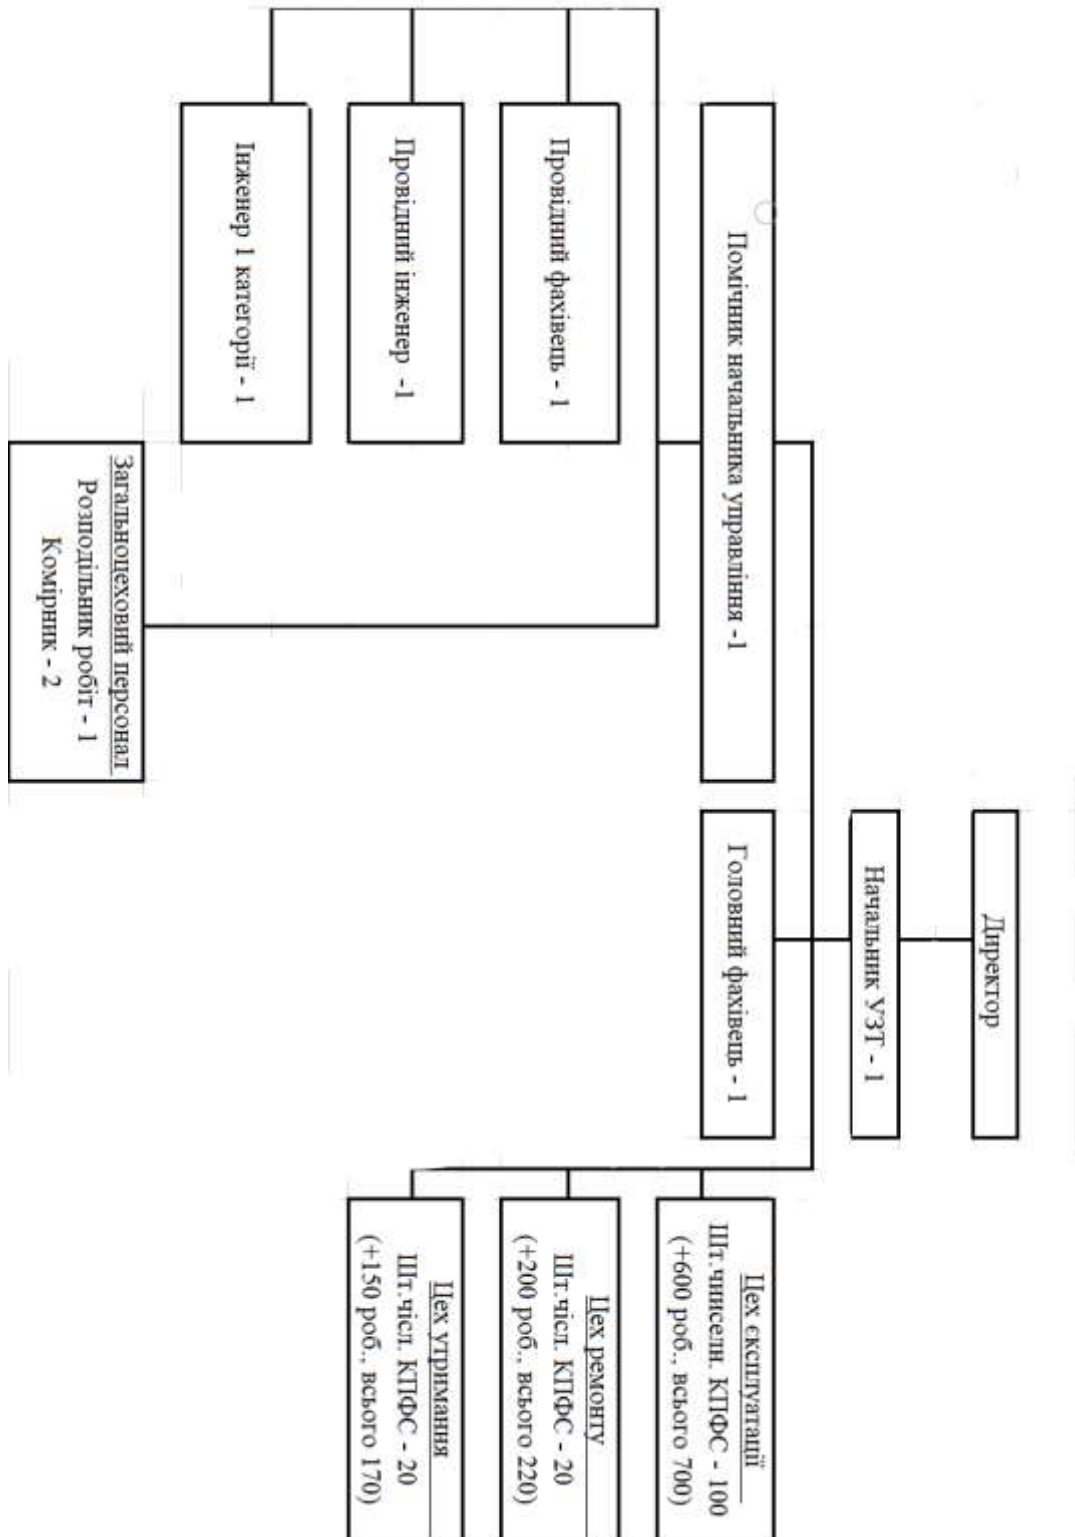 Директор
Начальник УЗТ - 1
Помічник начальника управління -1
Головний фахівець - 1
Провідний фахівець - 1
Провідний інженер -1
Інженер 1 категорії - 1
Загальноцеховий персонал
Розподільник робіт - 1
Комірник - 2
Цех експлуатації
Шт.чииселн. КПФС - 100
(+600 роб., всього 700)
Цех ремонту
Шт.чісл. КПФС - 20
(+200 роб., всього 220)
Цех утримання
Шт.чісл. КПФС - 20
(+150 роб., всього 170)